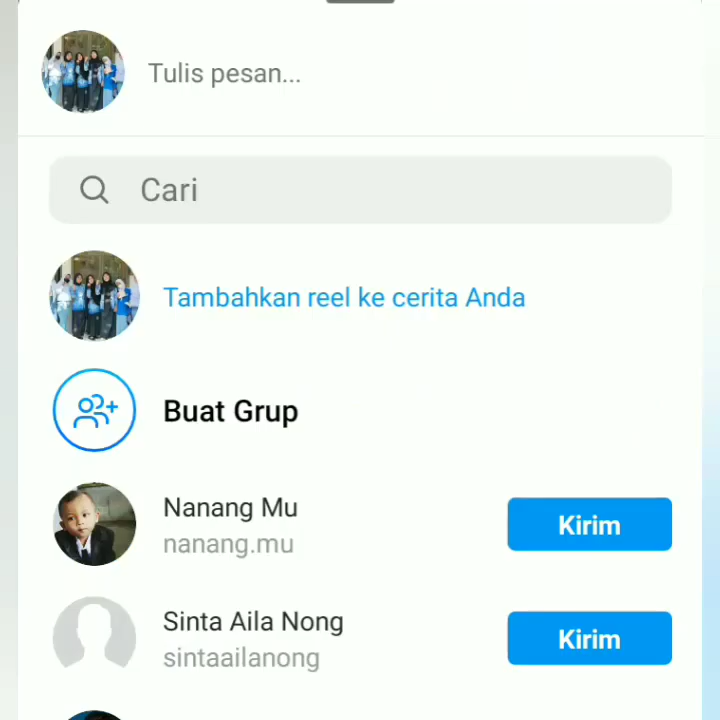 Tulis pesan...
Cari
Tambahkan reel ke cerita Anda
Buat Grup
Nanang Mu
nanang.mu
Kirim
Sinta Aila Nong
sintaailanong
Kirim